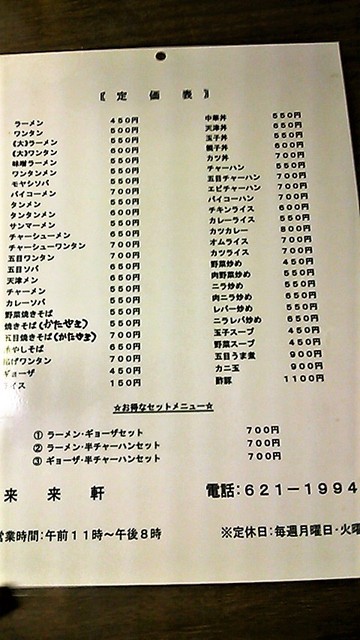 《 定 価 表 》
ラーメン 450円
ワンタン 500円
(大)ラーメン 550円
(大)ワンタン 600円
味噌ラーメン 550円
ワンタンメン 550円
モヤシソバ 550円
パイコーメン 700円
タンメン 550円
タンタンメン 600円
サンマーメン 550円
チャーシューメン 600円
チャーシューワンタン 700円
五目ワンタン 700円
五目ソバ
天津メン
チャーメン
カレーソバ 550円
野菜焼きそば 550円
焼きそば(かたやき) 550円
五目焼きそば(かたやき) 700円
やしそば
げワンタン 700円
ギョーザ 450円
イス 150円
中華丼 550円
天津丼 550円
玉子丼 550円
親子丼 600円
カツ丼 700円
チャーハン 550円
五目チャーハン 700円
エビチャーハン 700円
パイコーハン 700円
チキンライス 600円
カレーライス 550円
カツカレー 800円
オムライス 700円
カツライス 700円
野菜炒め 450円
肉野菜炒め 550円
ニラ炒め 550円
肉ニラ炒め 550円
レバー炒め 550円
ニラレバ炒め 650円
玉子スープ 450円
野菜スープ 450円
五目うま煮 900円
カニ玉 900円
酢豚 1100円
☆お得なセットメニュー☆
① ラーメン・ギョーザセット 700円
② ラーメン・半チャーハンセット 700円
③ ギョーザ・半チャーハンセット 700円
来 来 軒 電話：621－1994
営業時間：午前11時～午後8時 ※定休日：毎週月曜日・火曜